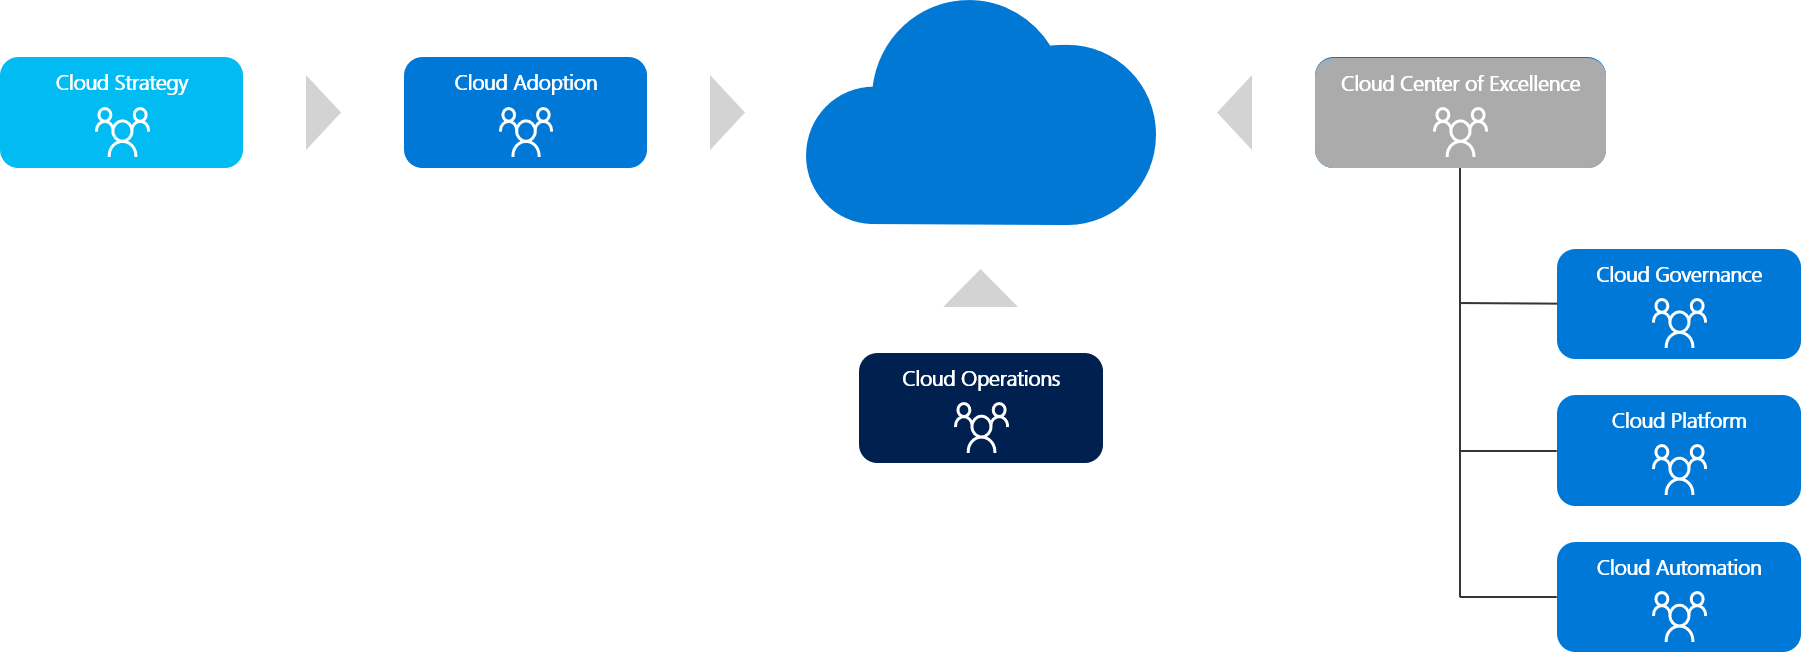 Cloud Strategy
Cloud Adoption
Cloud Center of Excellence
Cloud Governance
Cloud Operations
Cloud Platform
Cloud Automation